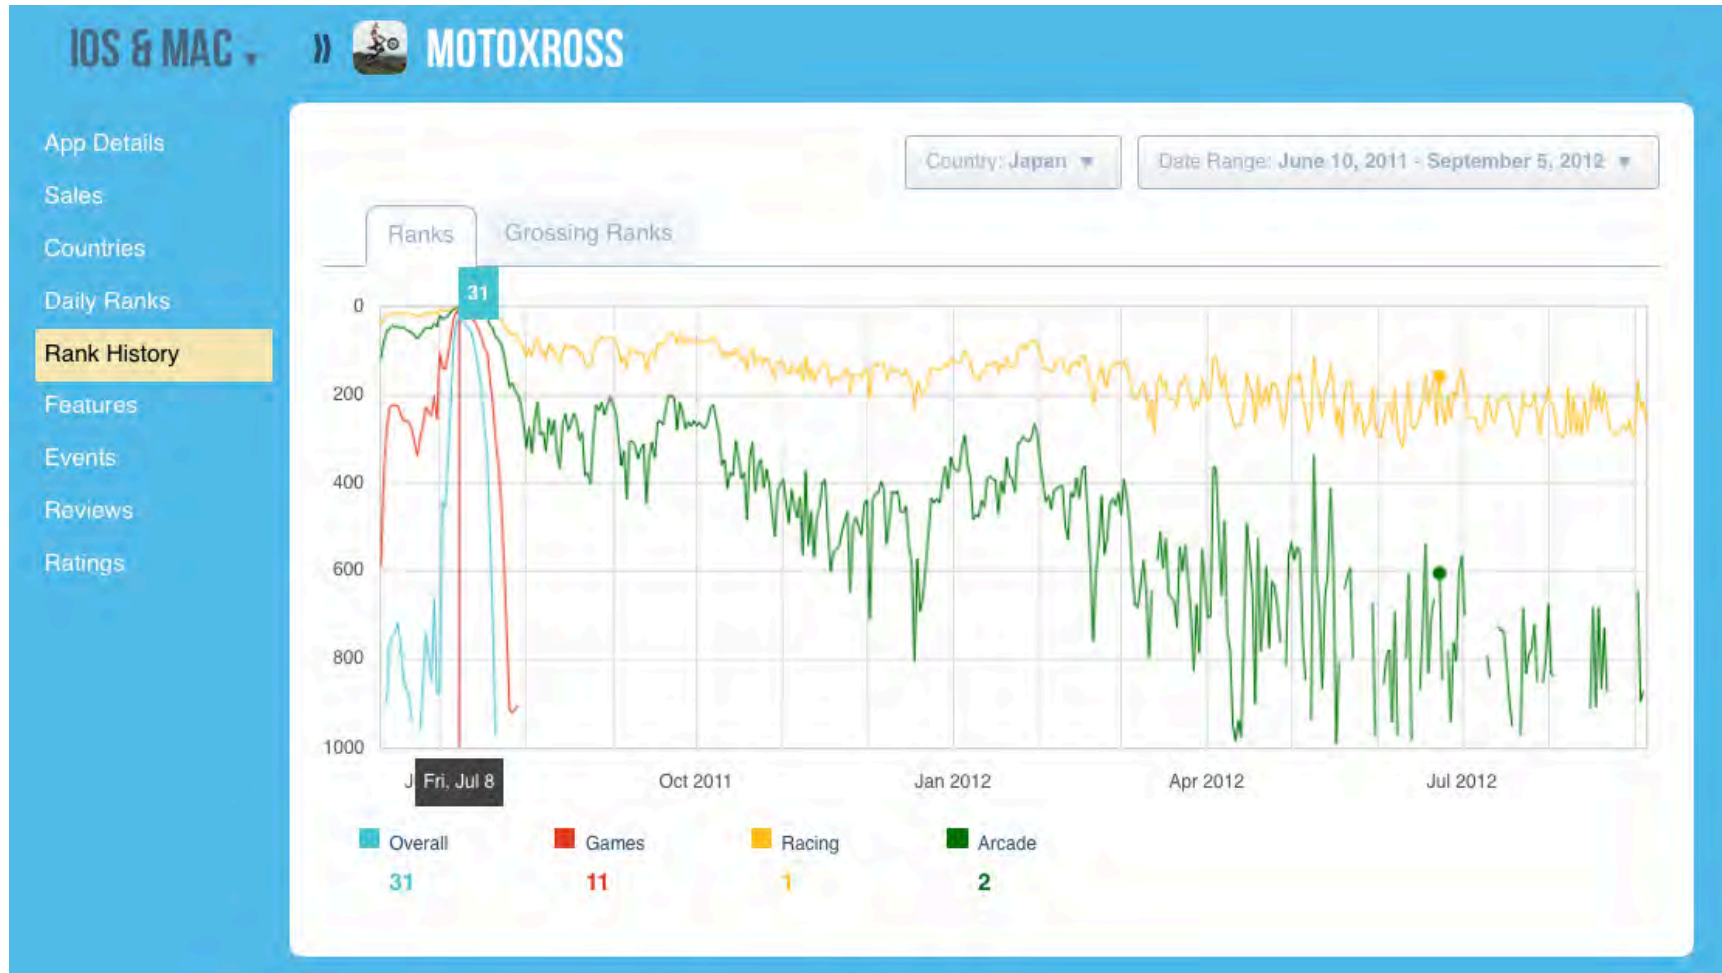 IOS & MAC ▾ » MOTOXROSS
App Details
Sales
Countries
Daily Ranks
Rank History
Features
Events
Reviews
Ratings
Country: Japan ▾ Date Range: June 10, 2011 - September 5, 2012 ▾
Ranks Grossing Ranks
31
0
200
400
600
800
1000
J Fri, Jul 8 Oct 2011 Jan 2012 Apr 2012 Jul 2012
Overall Games Racing Arcade
31 11 1 2